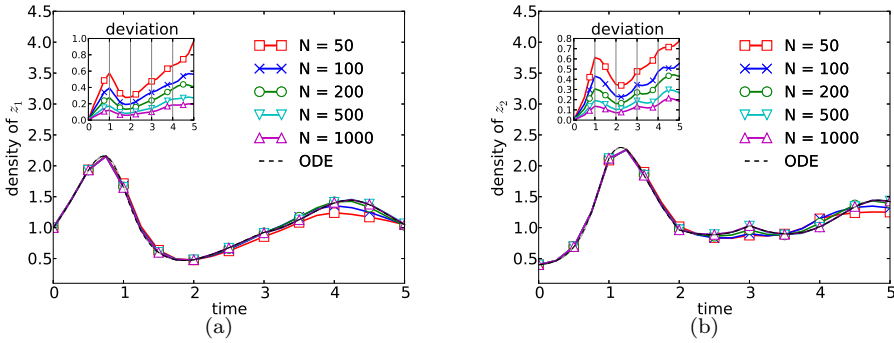 deviation
1.0
0.8
0.6
0.4
0.2
0.0
0 1 2 3 4 5
4.5
4.0
3.5
3.0
2.5
2.0
1.5
1.0
0.5
density of z₁
N = 50
N = 100
N = 200
N = 500
N = 1000
ODE
0 1 2 3 4 5
time
(a)
deviation
0.8
0.7
0.6
0.5
0.4
0.3
0.2
0.1
0.0
0 1 2 3 4 5
4.5
4.0
3.5
3.0
2.5
2.0
1.5
1.0
0.5
density of z₂
N = 50
N = 100
N = 200
N = 500
N = 1000
ODE
0 1 2 3 4 5
time
(b)